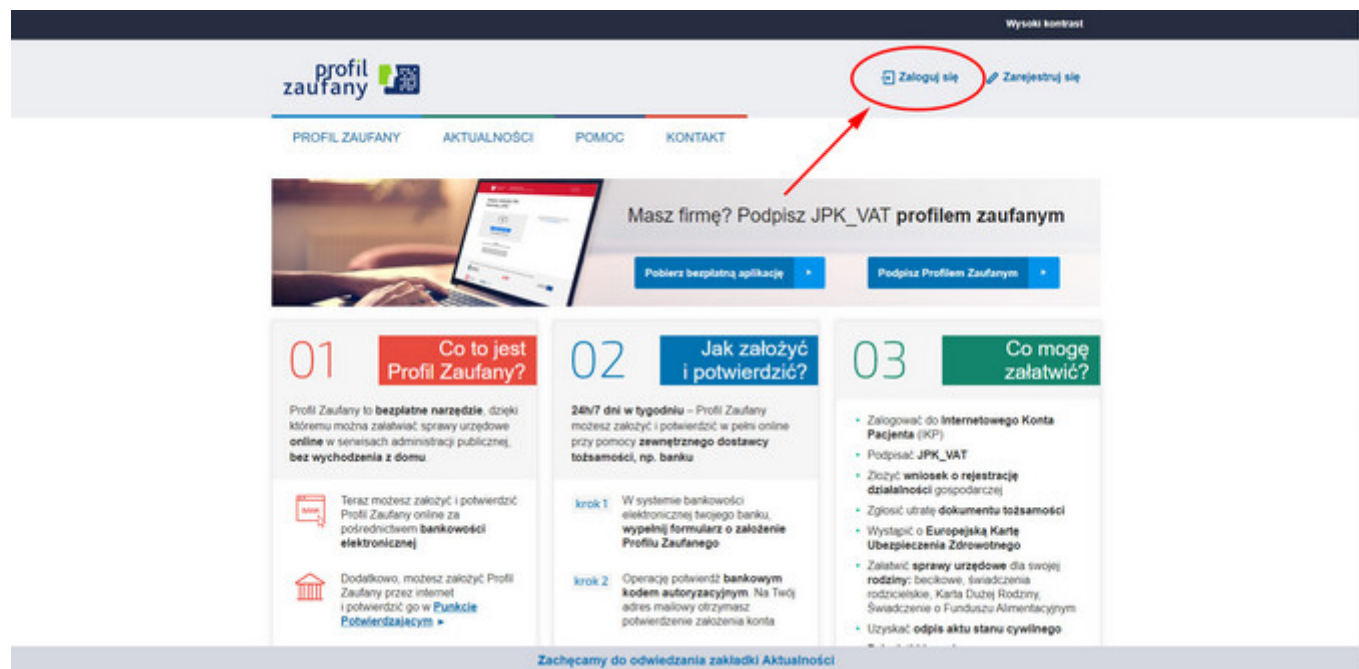 Wysoki kontrast
profil
zaufany
Zaloguj się
Zarejestruj się
PROFIL ZAUFANY
AKTUALNOŚCI
POMOC
KONTAKT
Masz firmę? Podpisz JPK_VAT profilem zaufanym
Pobierz bezpłatną aplikację
Podpisz Profilem Zaufanym
01
Co to jest
Profil Zaufany?
Profil Zaufany to bezpłatne narzędzie, dzięki
któremu można załatwiać sprawy urzędowe
online w serwisach administracji publicznej,
bez wychodzenia z domu.
BANK
Teraz możesz założyć i potwierdzić
Profil Zaufany online za
pośrednictwem bankowości
elektronicznej
Dodatkowo, możesz założyć Profil
Zaufany przez internet
i potwierdzić go w Punkcie
Potwierdzającym
02
Jak założyć
i potwierdzić?
24h/7 dni w tygodniu – Profil Zaufany
możesz założyć i potwierdzić w pełni online
przy pomocy zewnętrznego dostawcy
tożsamości, np. banku
krok 1
W systemie bankowości
elektronicznej twojego banku,
wypełnij formularz o założenie
Profilu Zaufanego
krok 2
Operację potwierdź bankowym
kodem autoryzacyjnym. Na Twój
adres mailowy otrzymasz
potwierdzenie założenia konta
03
Co mogę
załatwić?
Zalogować do Internetowego Konta
Pacjenta (IKP)
Podpisać JPK_VAT
Złożyć wniosek o rejestrację
działalności gospodarczej
Zgłosić utratę dokumentu tożsamości
Wystąpić o Europejską Kartę
Ubezpieczenia Zdrowotnego
Załatwić sprawy urzędowe dla swojej
rodziny: becikowe, świadczenia
rodzicielskie, Karta Dużej Rodziny,
Świadczenie o Funduszu Alimentacyjnym
Uzyskać odpis aktu stanu cywilnego
Zachęcamy do odwiedzania zakładki Aktualności